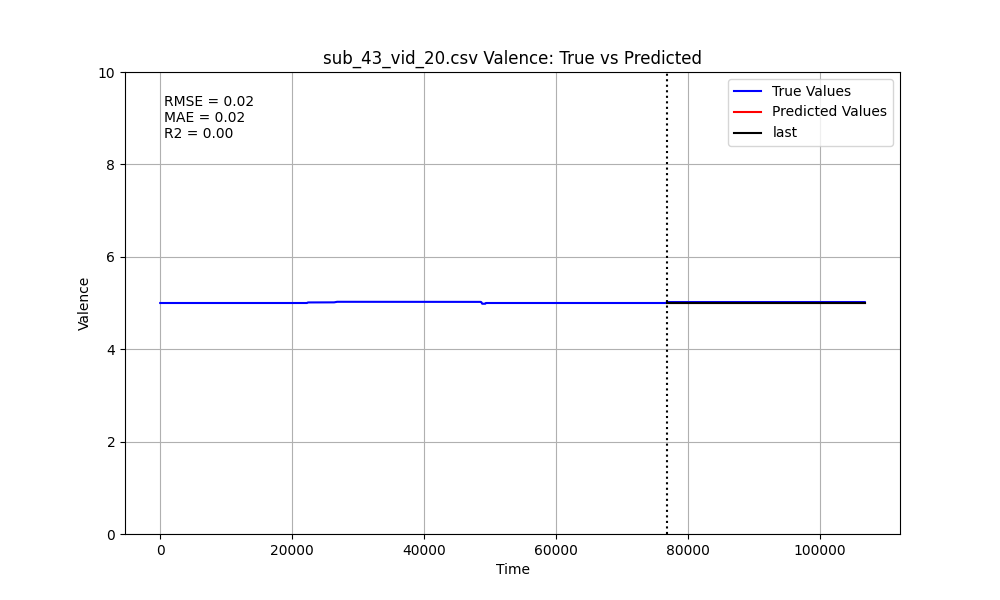 sub_43_vid_20.csv Valence: True vs Predicted
RMSE = 0.02
MAE = 0.02
R2 = 0.00
True Values
Predicted Values
last
10
8
6
4
2
0
Valence
0
20000
40000
60000
80000
100000
Time